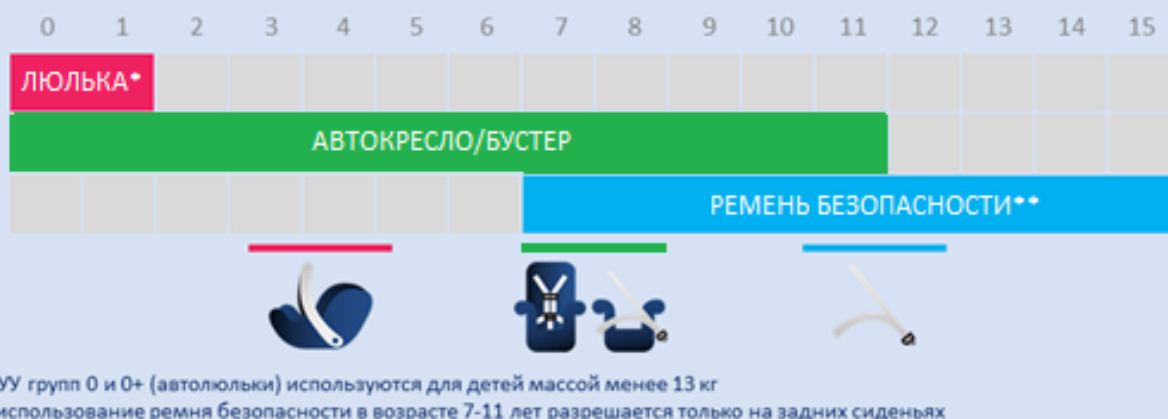 0 1 2 3 4 5 6 7 8 9 10 11 12 13 14 15
ЛЮЛЬКА*
АВТОКРЕСЛО/БУСТЕР
РЕМЕНЬ БЕЗОПАСНОСТИ**
УУ групп 0 и 0+ (автолюльки) используются для детей массой менее 13 кг
использование ремня безопасности в возрасте 7-11 лет разрешается только на задних сиденьях